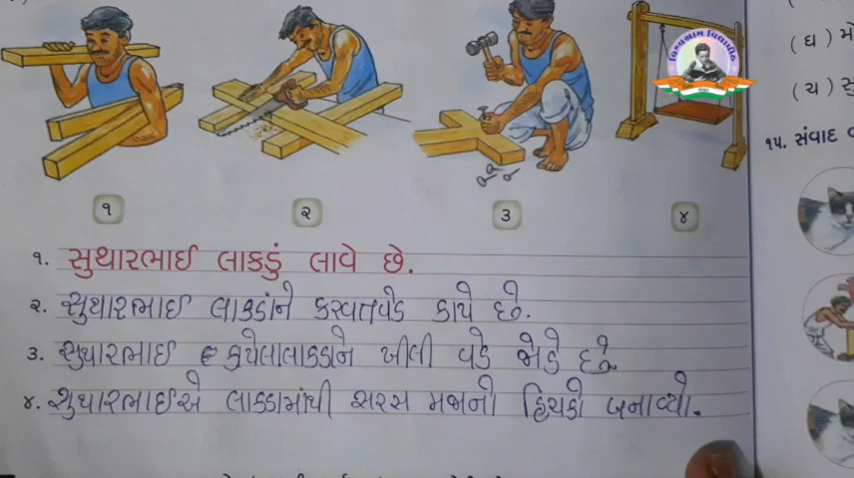 વિશ્વગ્રામ વિદ્યાપીઠ
(ઘ) મો
(ચ) સુ
૧૫. સંવાદ
૧ ૨ ૩ ૪
૧. સુથારભાઈ લાકડું લાવે છે.
૨. સુથારભાઈ લાકડાંને કરવતવડે કાપે છે.
૩. સુથારભાઈ કાપેલાલાકડાને ખીલી વડે જોડે છે.
૪. સુથારભાઈએ લાકડામાંથી સરસ મજાનો હિંચકો બનાવ્યો.